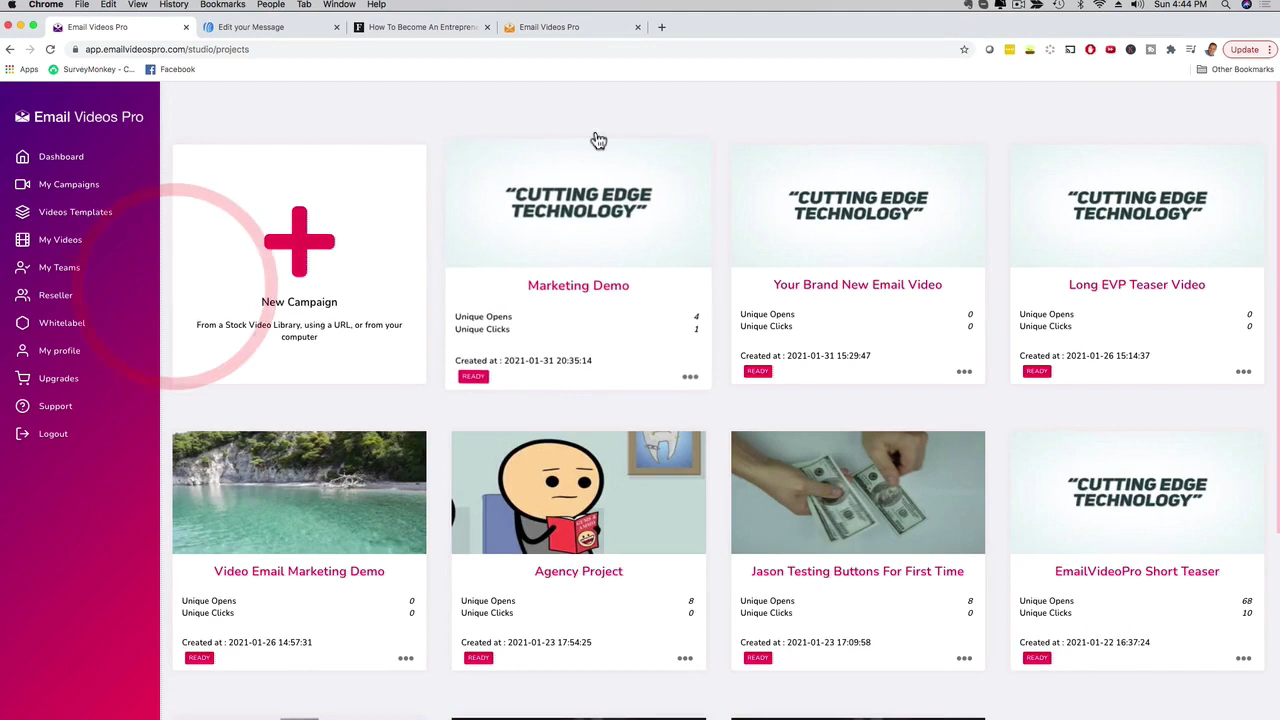 Chrome File Edit View History Bookmarks People Tab Window Help Sun 4:44 PM
Email Videos Pro Edit your Message How To Become An Entrepren Email Videos Pro
app.emailvideospro.com/studio/projects Update
Apps SurveyMonkey - C... Facebook Other Bookmarks
Email Videos Pro
Dashboard
My Campaigns
Videos Templates
My Videos
My Teams
Reseller
Whitelabel
My profile
Upgrades
Support
Logout
New Campaign
From a Stock Video Library, using a URL, or from your
computer
“CUTTING EDGE
TECHNOLOGY”
Marketing Demo
Unique Opens 4
Unique Clicks 1
Created at : 2021-01-31 20:35:14
READY
“CUTTING EDGE
TECHNOLOGY”
Your Brand New Email Video
Unique Opens 0
Unique Clicks 0
Created at : 2021-01-31 15:29:47
READY
“CUTTING EDGE
TECHNOLOGY”
Long EVP Teaser Video
Unique Opens 0
Unique Clicks 0
Created at : 2021-01-26 15:14:37
READY
Video Email Marketing Demo
Unique Opens 0
Unique Clicks 0
Created at : 2021-01-26 14:57:31
READY
Agency Project
Unique Opens 8
Unique Clicks 0
Created at : 2021-01-23 17:54:25
READY
Jason Testing Buttons For First Time
Unique Opens 8
Unique Clicks 0
Created at : 2021-01-23 17:09:58
READY
“CUTTING EDGE
TECHNOLOGY”
EmailVideoPro Short Teaser
Unique Opens 68
Unique Clicks 10
Created at : 2021-01-22 16:37:24
READY